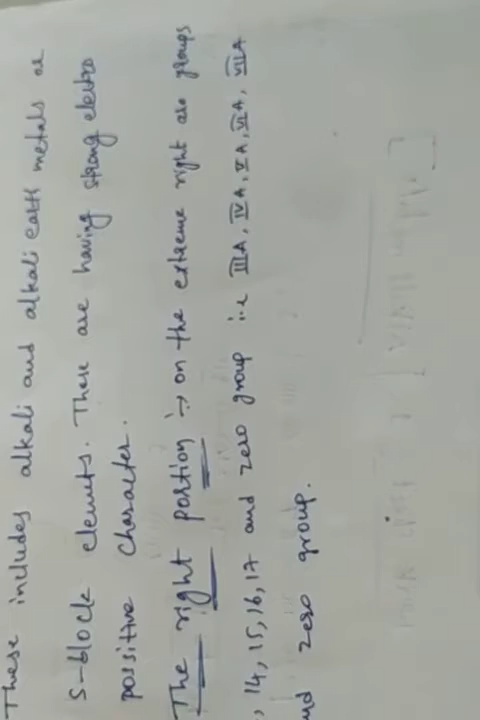 These includes alkali and alkali earth metals or
S-block elemets. These are having strong electro
possitive character.
The right portion :→ on the extreme right are groups
, 14, 15, 16, 17 and zero group i.e IIIA, IVA, VA, VIA, VIIA
nd zero group.